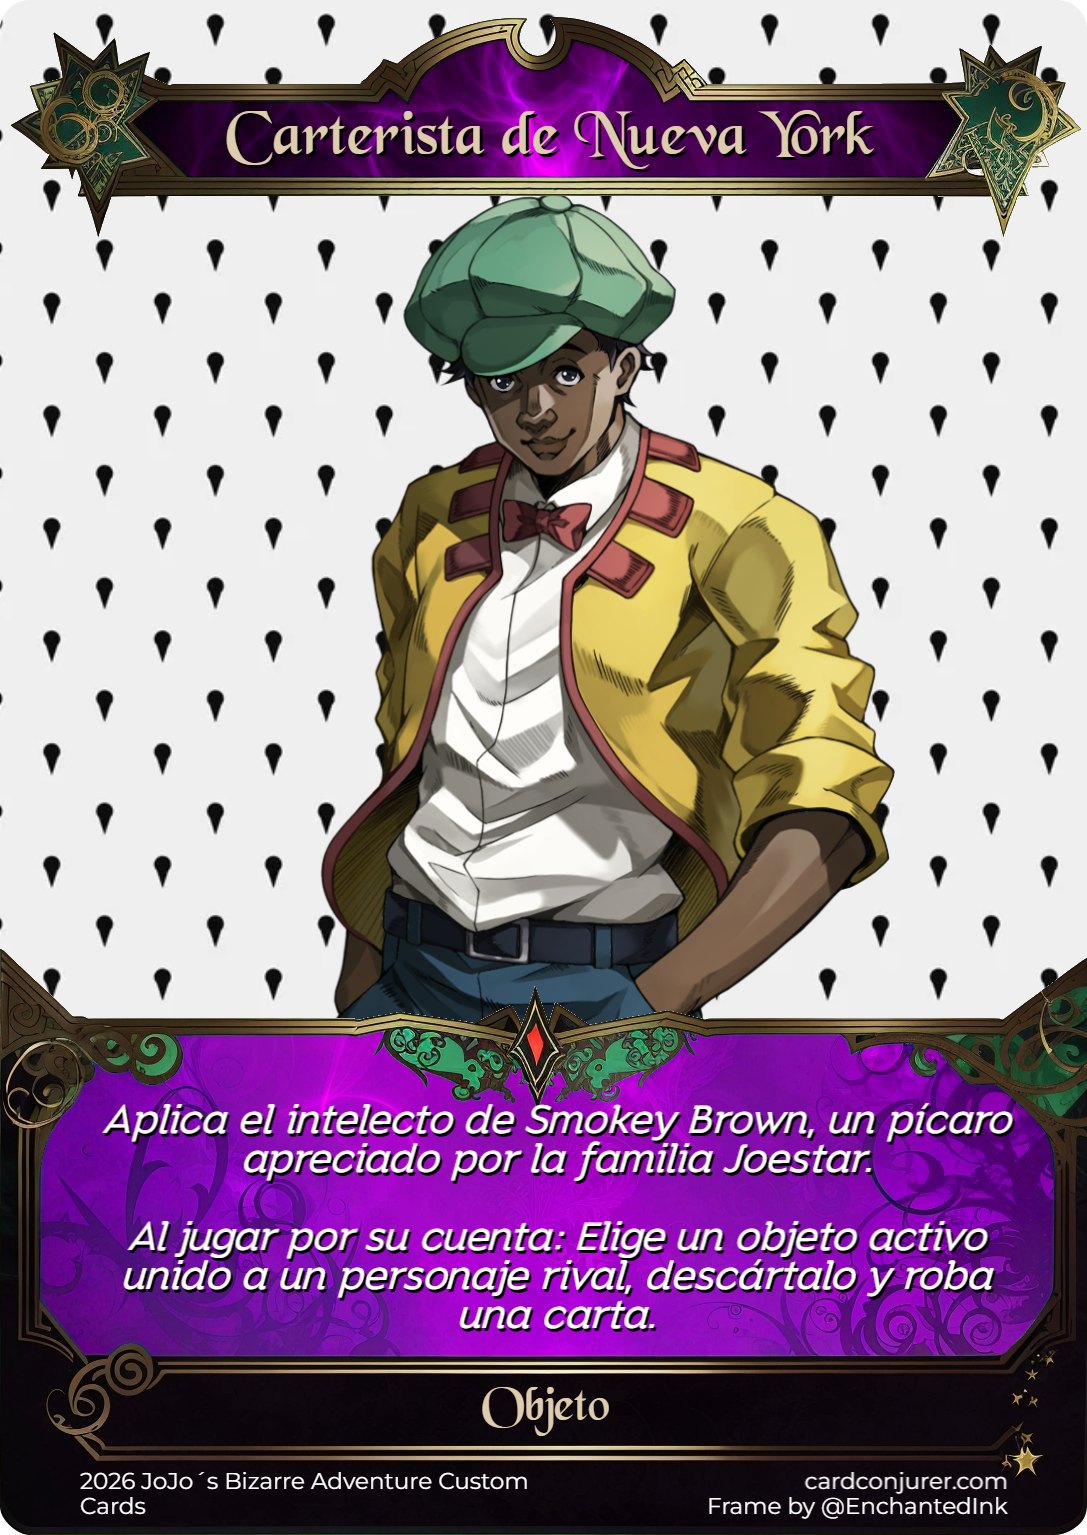 Carterista de Nueva York
Aplica el intelecto de Smokey Brown, un pícaro
apreciado por la familia Joestar.
Al jugar por su cuenta: Elige un objeto activo
unido a un personaje rival, descártalo y roba
una carta.
Objeto
2026 JoJo´s Bizarre Adventure Custom
Cards
cardconjurer.com
Frame by @EnchantedInk